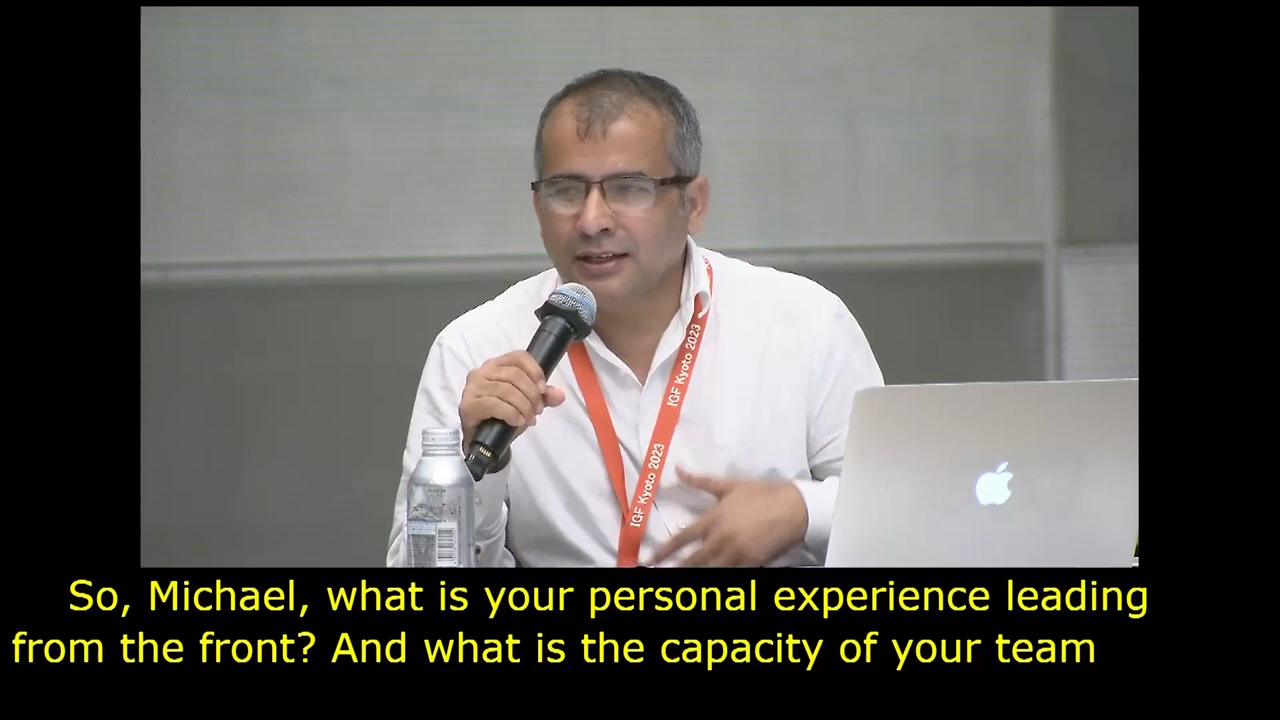 IGF Kyoto 2023
IGF Kyoto 2023
So, Michael, what is your personal experience leading
from the front? And what is the capacity of your team